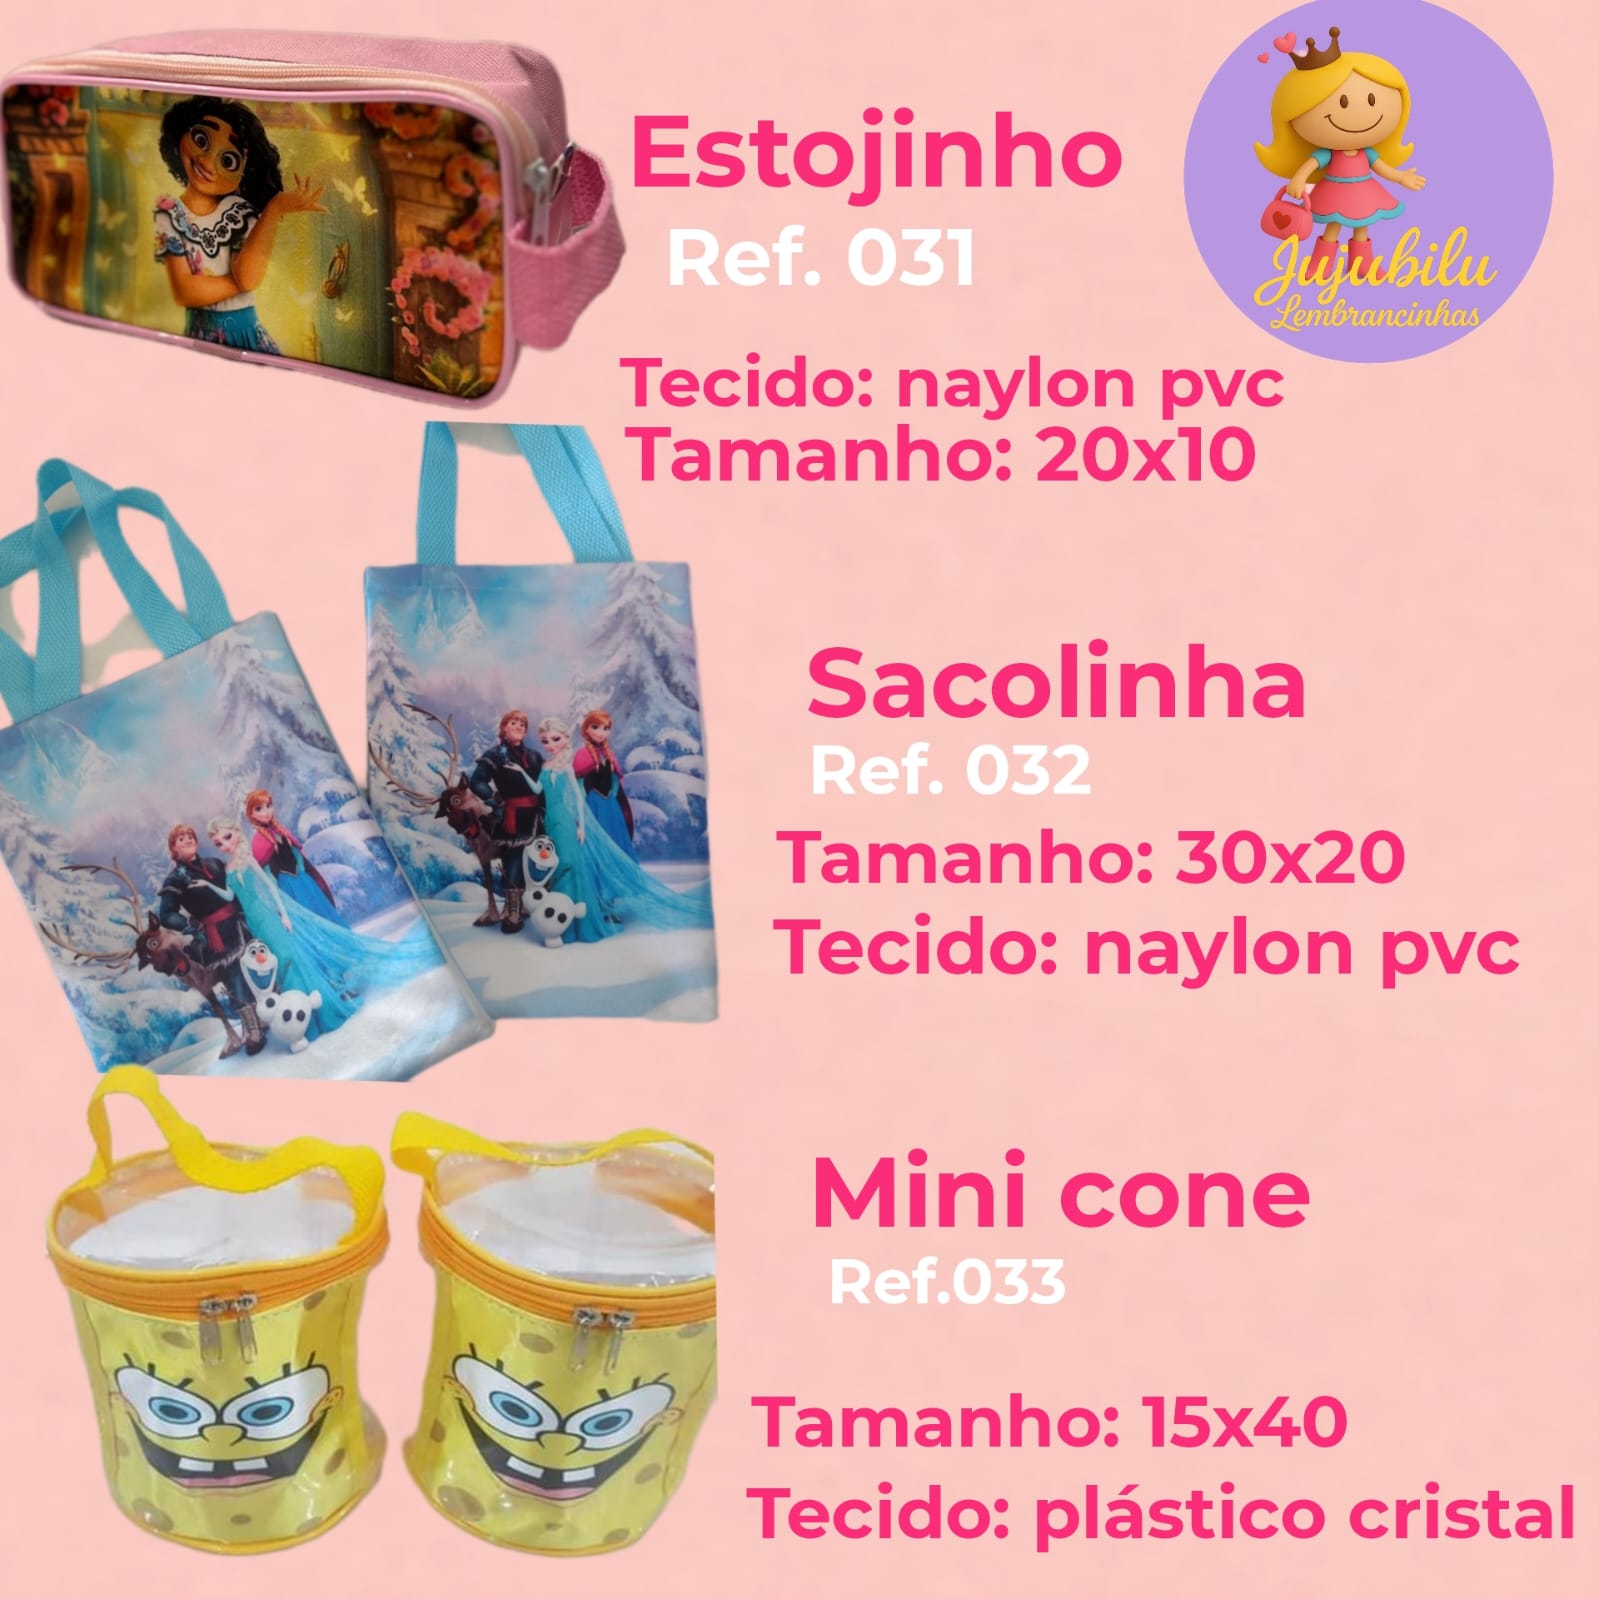 Estojinho
Ref. 031
Jujubilu
Lembrancinhas
Tecido: naylon pvc
Tamanho: 20x10
Sacolinha
Ref. 032
Tamanho: 30x20
Tecido: naylon pvc
Mini cone
Ref.033
Tamanho: 15x40
Tecido: plástico cristal